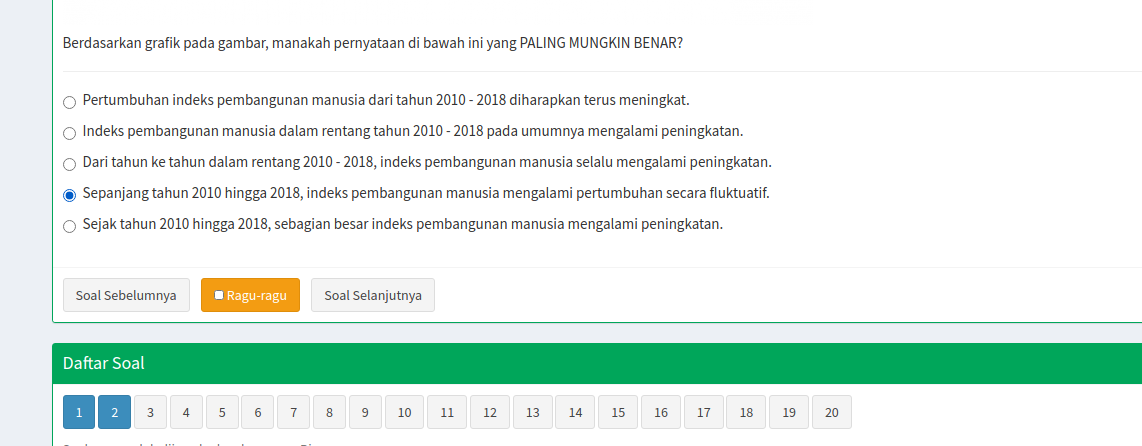 Berdasarkan grafik pada gambar, manakah pernyataan di bawah ini yang PALING MUNGKIN BENAR?
Pertumbuhan indeks pembangunan manusia dari tahun 2010 - 2018 diharapkan terus meningkat.
Indeks pembangunan manusia dalam rentang tahun 2010 - 2018 pada umumnya mengalami peningkatan.
Dari tahun ke tahun dalam rentang 2010 - 2018, indeks pembangunan manusia selalu mengalami peningkatan.
Sepanjang tahun 2010 hingga 2018, indeks pembangunan manusia mengalami pertumbuhan secara fluktuatif.
Sejak tahun 2010 hingga 2018, sebagian besar indeks pembangunan manusia mengalami peningkatan.
Soal Sebelumnya Ragu-ragu Soal Selanjutnya
Daftar Soal
1 2 3 4 5 6 7 8 9 10 11 12 13 14 15 16 17 18 19 20